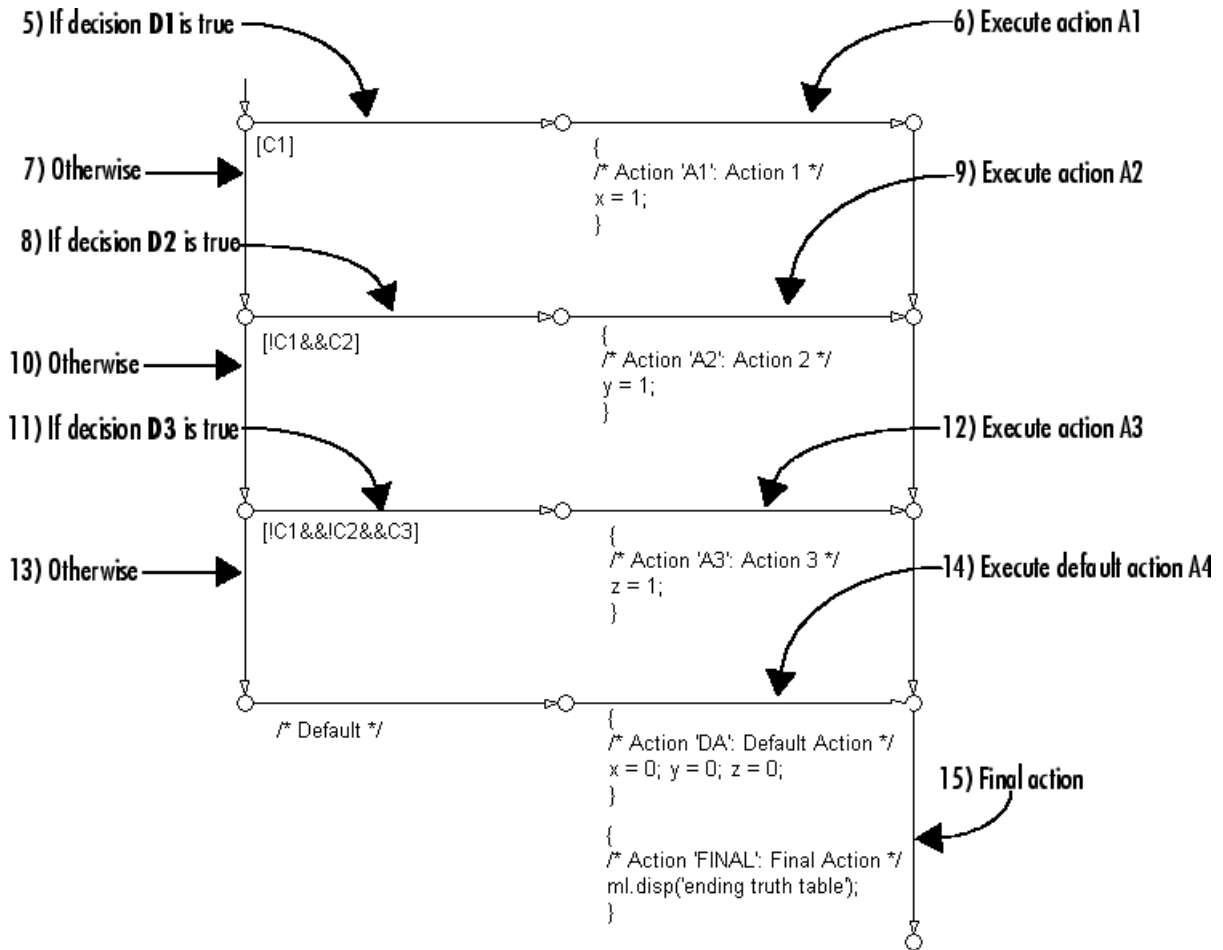 5) If decision D1 is true
6) Execute action A1
[C1]
{
/* Action 'A1': Action 1 */
x = 1;
}
7) Otherwise
9) Execute action A2
8) If decision D2 is true
[!C1&&C2]
{
/* Action 'A2': Action 2 */
y = 1;
}
10) Otherwise
11) If decision D3 is true
12) Execute action A3
[!C1&&!C2&&C3]
{
/* Action 'A3': Action 3 */
z = 1;
}
13) Otherwise
14) Execute default action A4
/* Default */
{
/* Action 'DA': Default Action */
x = 0; y = 0; z = 0;
}
15) Final action
{
/* Action 'FINAL': Final Action */
ml.disp('ending truth table');
}